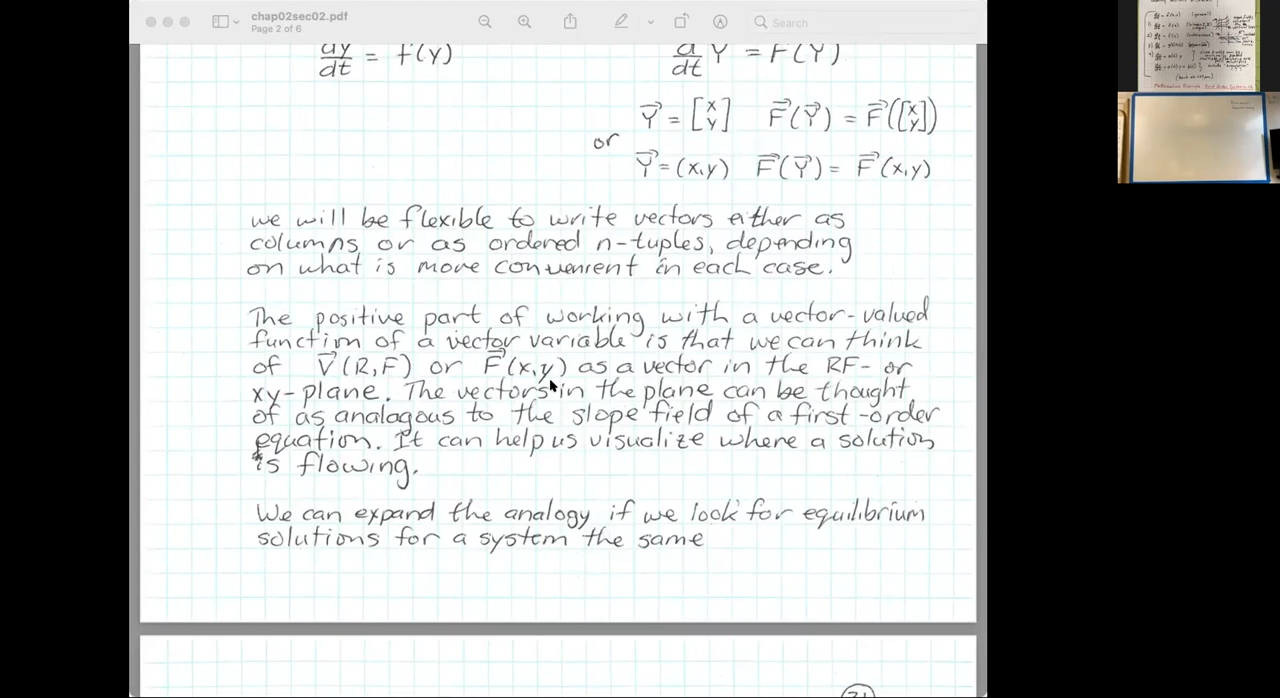 chap02sec02.pdf
Page 2 of 6
Search
dy/dt = f(y)    d/dt Y = F(Y)
Y⃗ = [x y]    F⃗(Y⃗) = F⃗([x y])
or
Y⃗ = (x,y)    F⃗(Y⃗) = F⃗(x,y)
we will be flexible to write vectors either as
columns or as ordered n-tuples, depending
on what is more convenient in each case.
The positive part of working with a vector-valued
function of a vector variable is that we can think
of V⃗(R,F) or F⃗(x,y) as a vector in the RF- or
xy-plane. The vectors in the plane can be thought
of as analagous to the slope field of a first-order
equation. It can help us visualize where a solution
is flowing.
We can expand the analogy if we look for equilibrium
solutions for a system the same